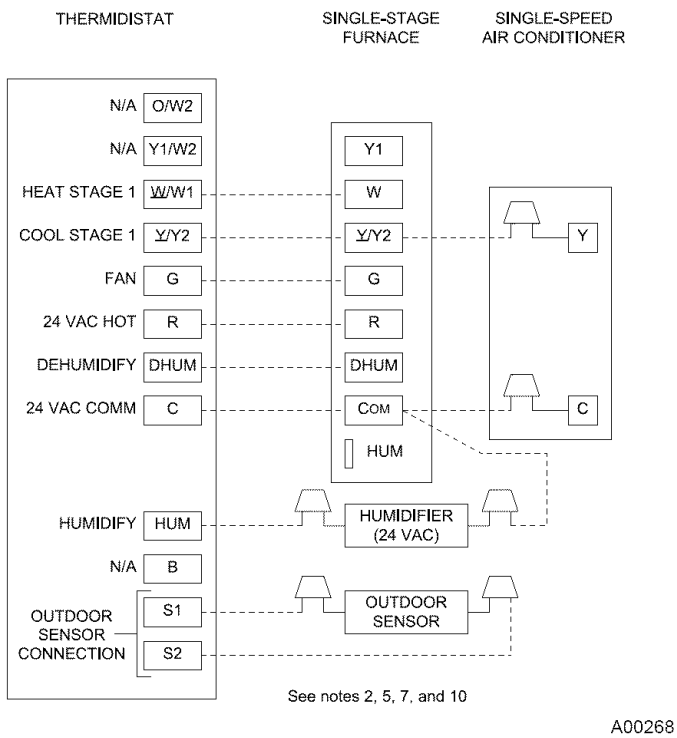 THERMIDISTAT
SINGLE-STAGE
FURNACE
SINGLE-SPEED
AIR CONDITIONER
N/A O/W2
N/A Y1/W2 Y1
HEAT STAGE 1 W/W1 W
COOL STAGE 1 Y/Y2 Y/Y2 Y
FAN G G
24 VAC HOT R R
DEHUMIDIFY DHUM DHUM
24 VAC COMM C COM C
HUM
HUMIDIFY HUM HUMIDIFIER
(24 VAC)
N/A B
OUTDOOR
SENSOR
CONNECTION
S1
S2
OUTDOOR
SENSOR
See notes 2, 5, 7, and 10
A00268